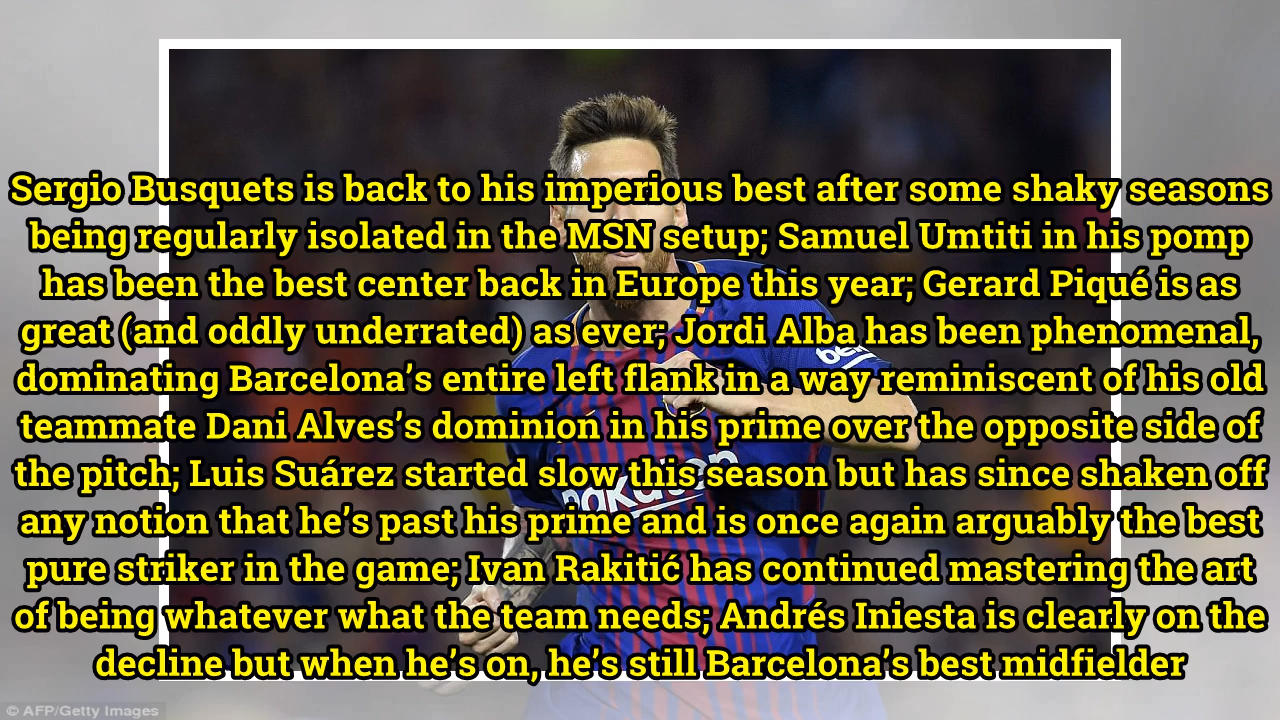 Sergio Busquets is back to his imperious best after some shaky seasons
being regularly isolated in the MSN setup; Samuel Umtiti in his pomp
has been the best center back in Europe this year; Gerard Piqué is as
great (and oddly underrated) as ever; Jordi Alba has been phenomenal,
dominating Barcelona’s entire left flank in a way reminiscent of his old
teammate Dani Alves’s dominion in his prime over the opposite side of
the pitch; Luis Suárez started slow this season but has since shaken off
any notion that he’s past his prime and is once again arguably the best
pure striker in the game; Ivan Rakitić has continued mastering the art
of being whatever what the team needs; Andrés Iniesta is clearly on the
decline but when he’s on, he’s still Barcelona’s best midfielder
Rakuten
© AFP/Getty Images